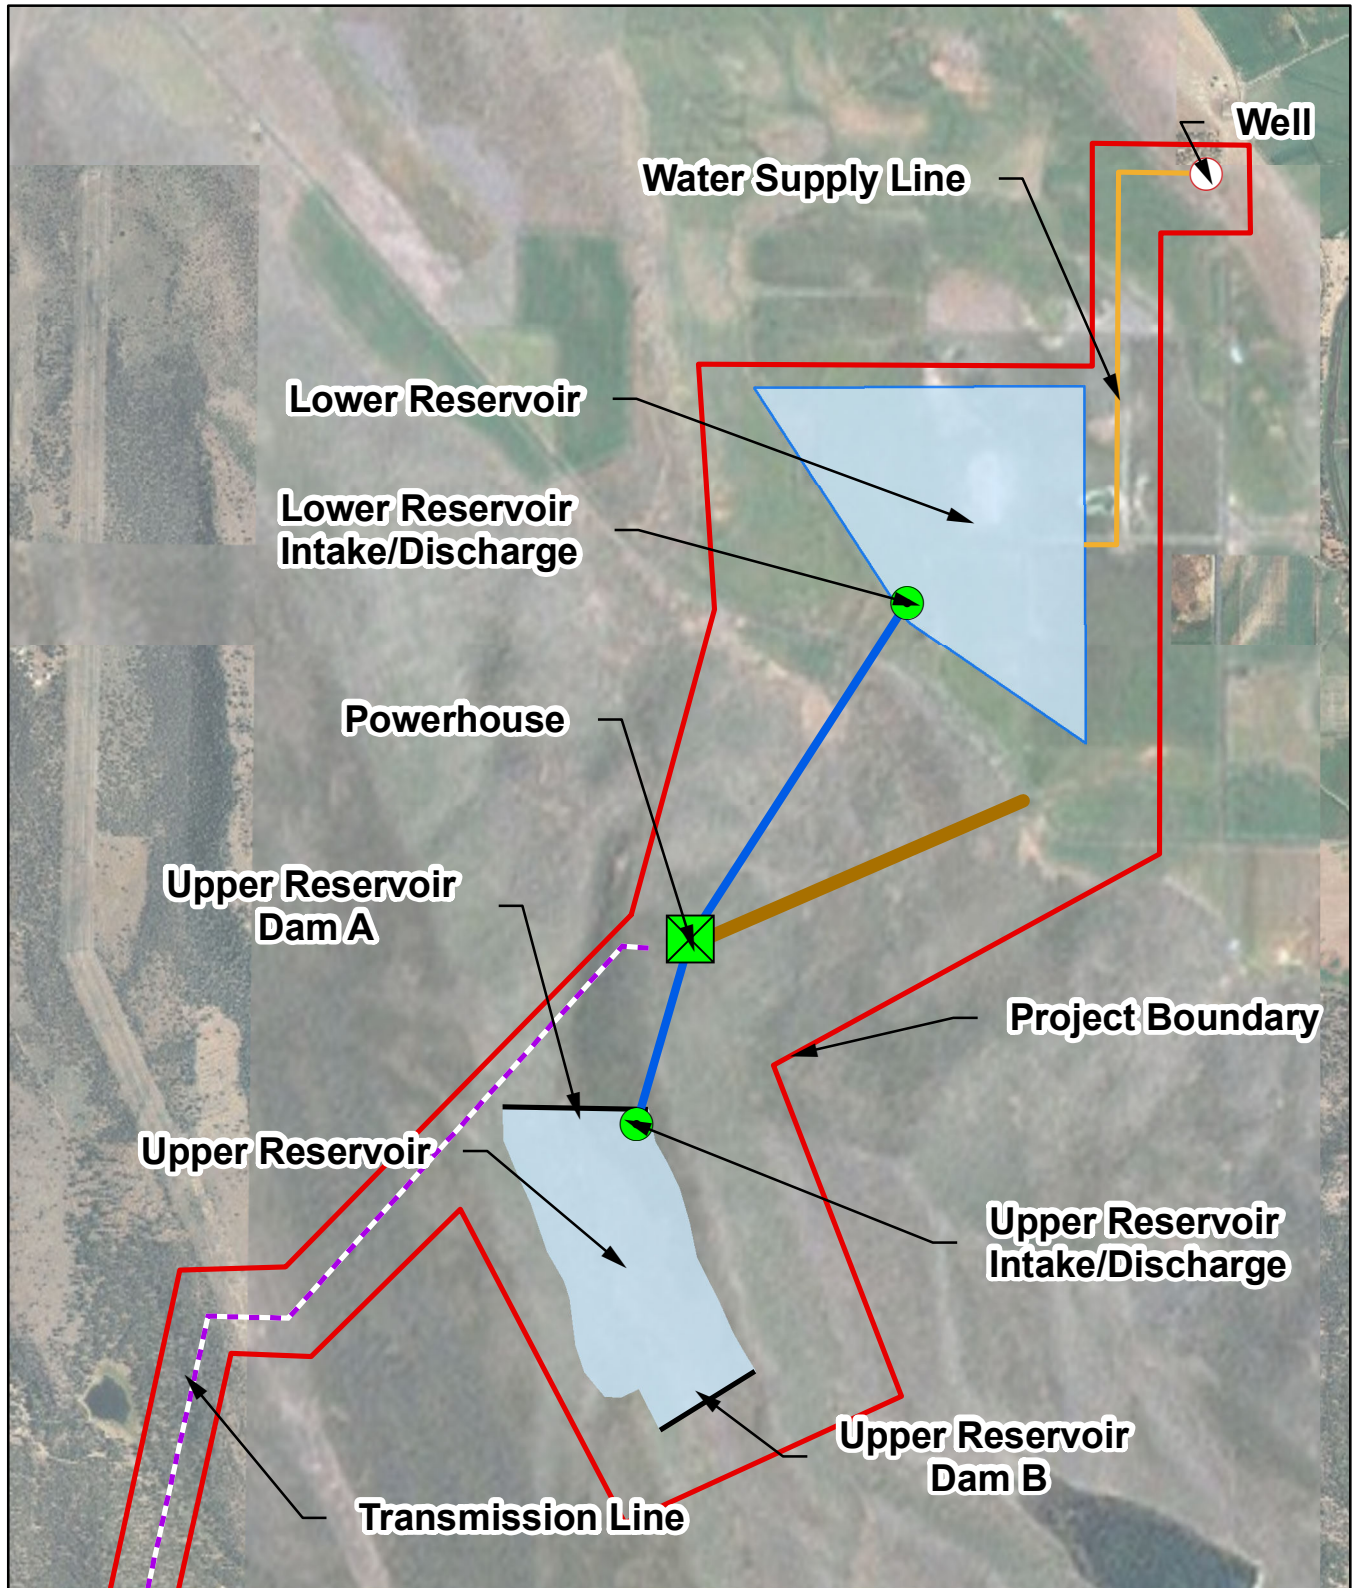 Well
Water Supply Line
Lower Reservoir
Lower Reservoir
Intake/Discharge
Powerhouse
Upper Reservoir
Dam A
Project Boundary
Upper Reservoir
Upper Reservoir
Intake/Discharge
Upper Reservoir
Dam B
Transmission Line